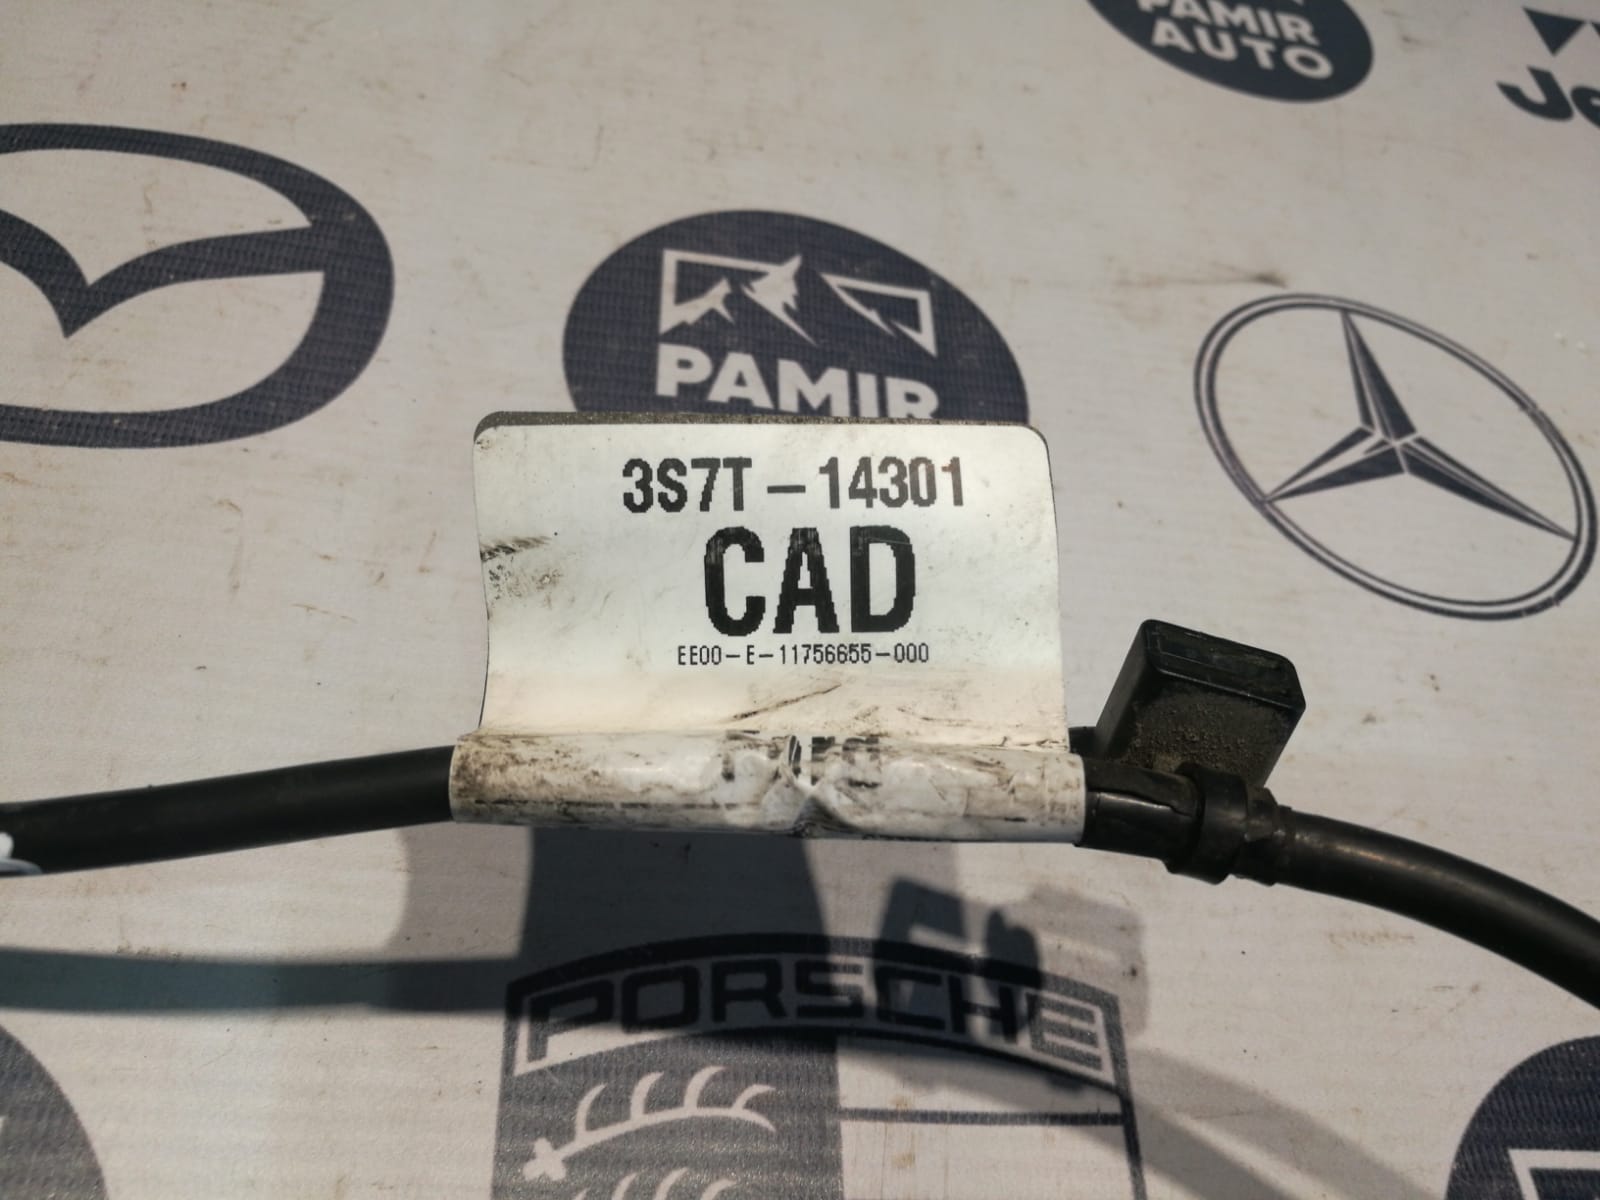 PAMIR
AUTO
PAMIR
3S7T-14301
CAD
EE00-E-11756655-000
PORSCHE